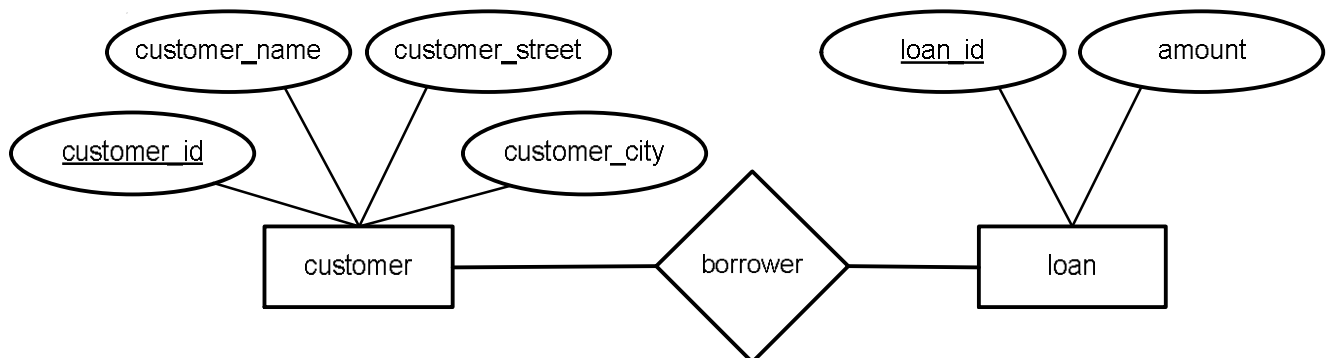 customer_name
customer_street
loan_id
amount
customer_id
customer_city
customer
borrower
loan